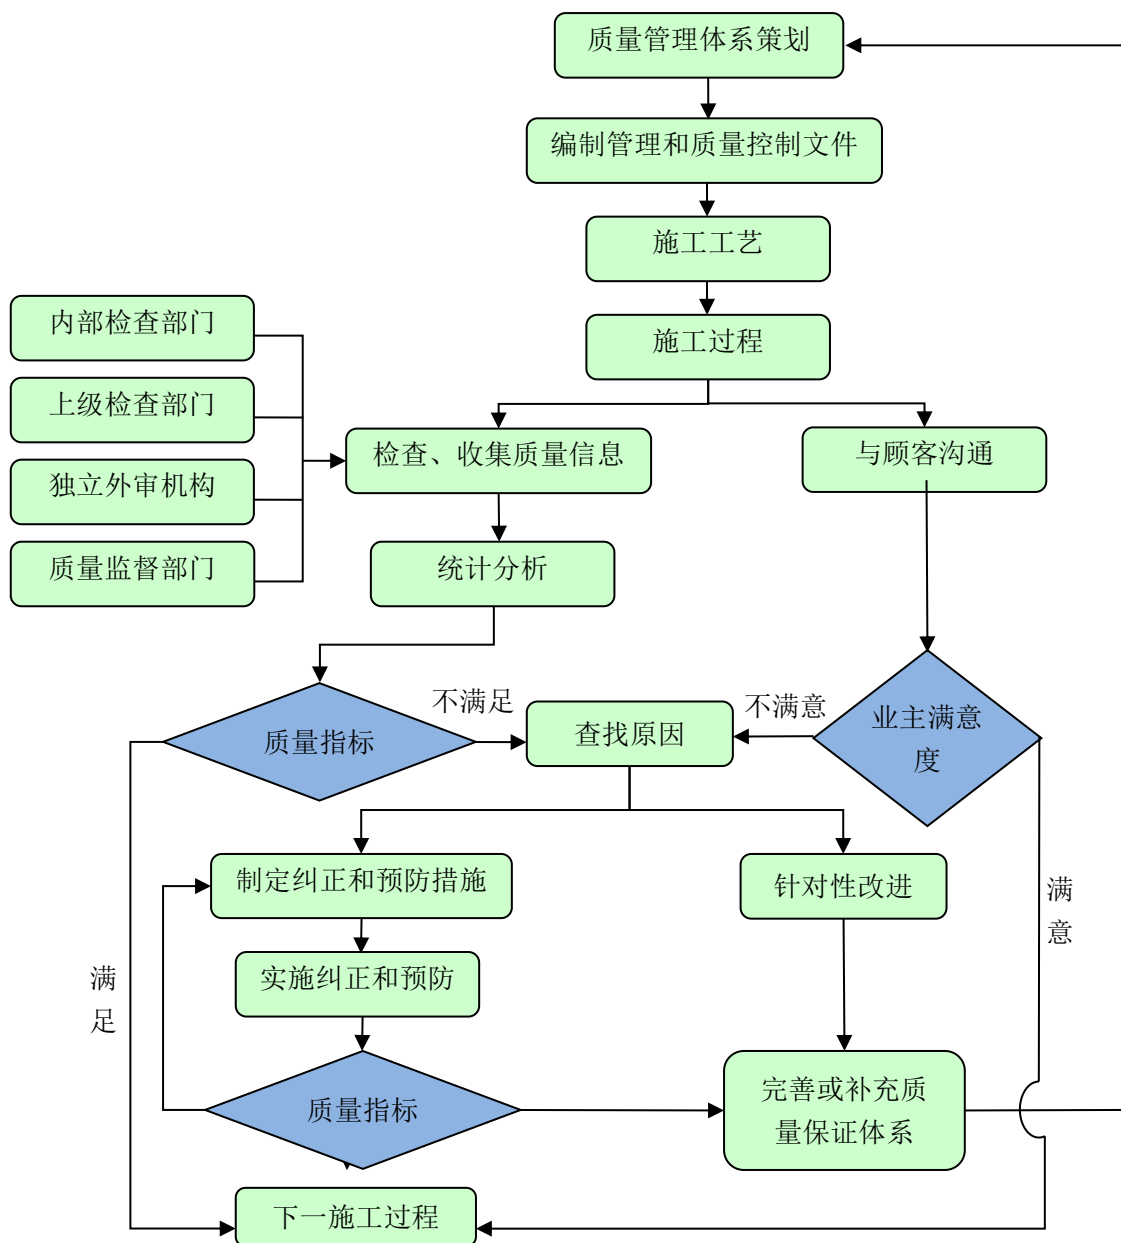 质量管理体系策划
编制管理和质量控制文件
施工工艺
施工过程
内部检查部门
上级检查部门
独立外审机构
质量监督部门
检查、收集质量信息
与顾客沟通
统计分析
不满足
不满意
质量指标
查找原因
业主满意
度
制定纠正和预防措施
针对性改进
满
意
实施纠正和预防
满
足
质量指标
完善或补充质
量保证体系
下一施工过程